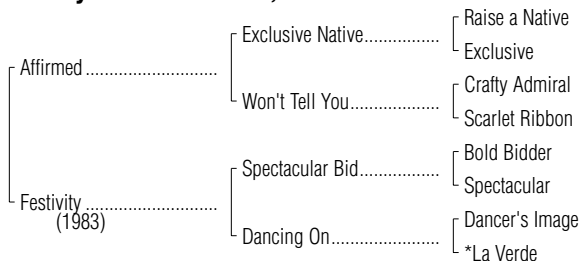 Raise a Native
Exclusive Native.................
Exclusive
Affirmed ............................
Crafty Admiral
Won't Tell You....................
Scarlet Ribbon
Bold Bidder
Spectacular Bid..................
Spectacular
Festivity ............................
(1983)
Dancer's Image
Dancing On........................
*La Verde